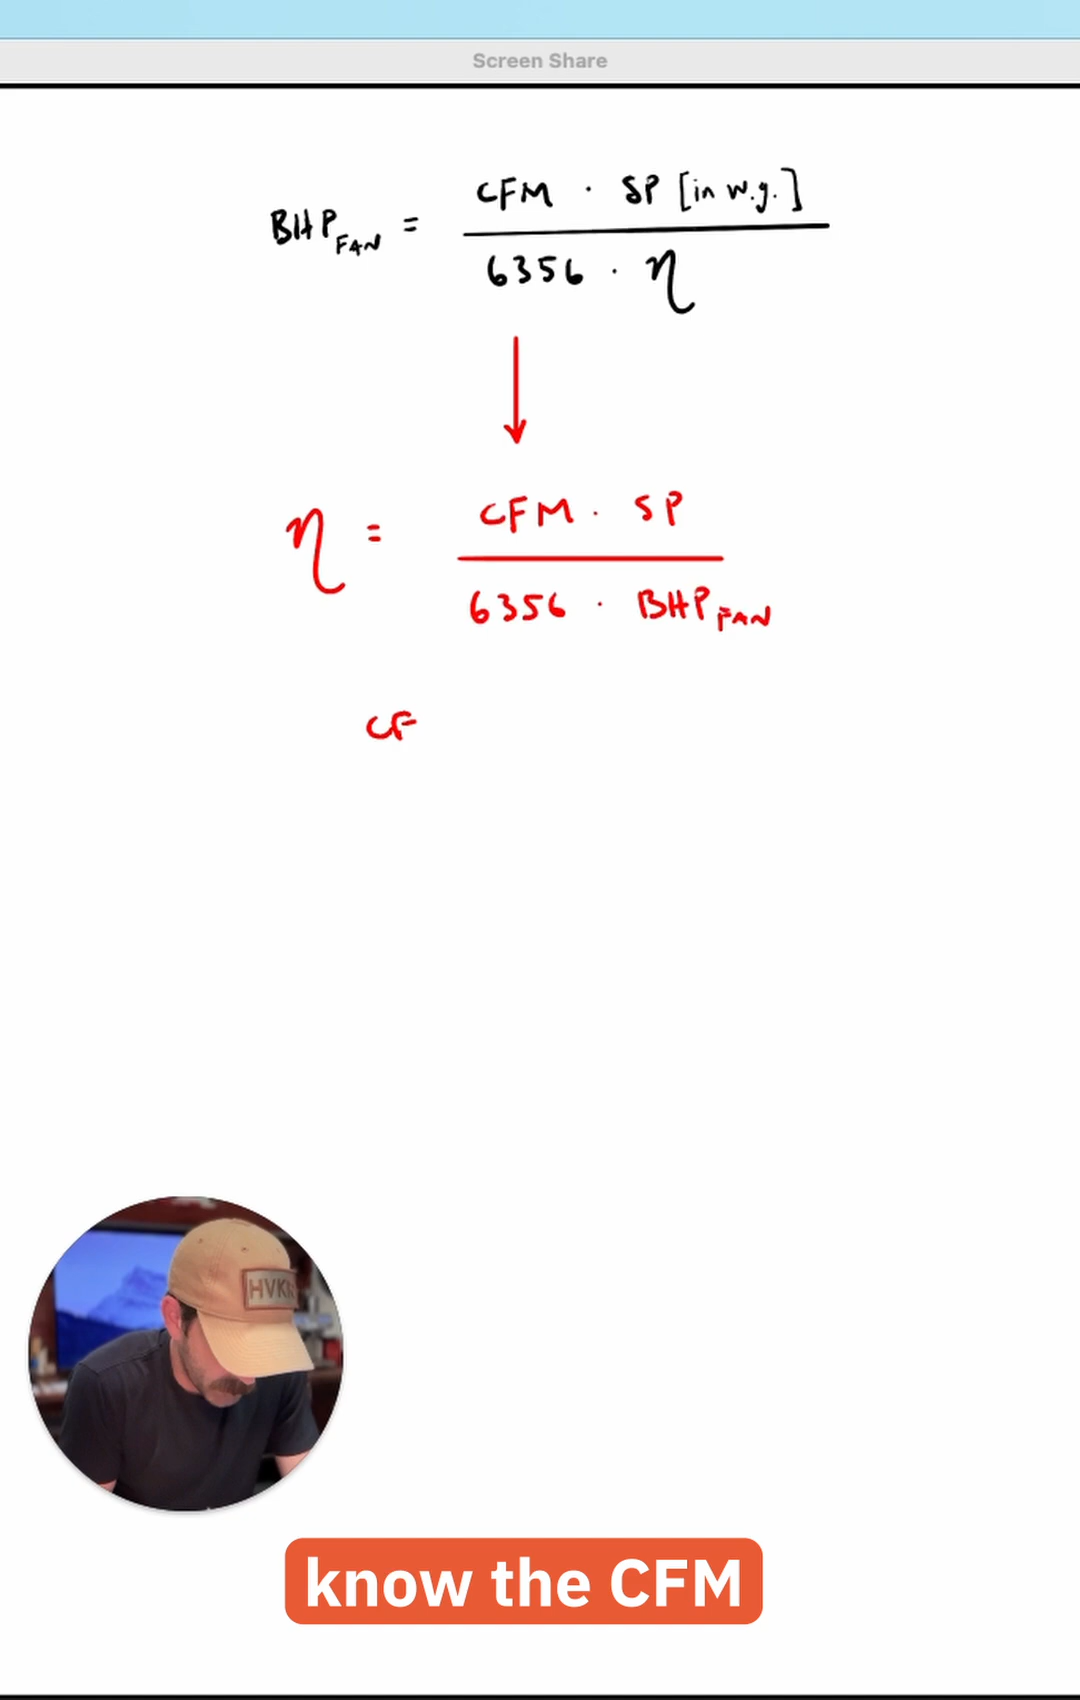 Screen Share
BHP FAN = CFM · SP [in w.g.]
6356 · η
η = CFM · SP
6356 · BHP FAN
CF
HVKR
know the CFM